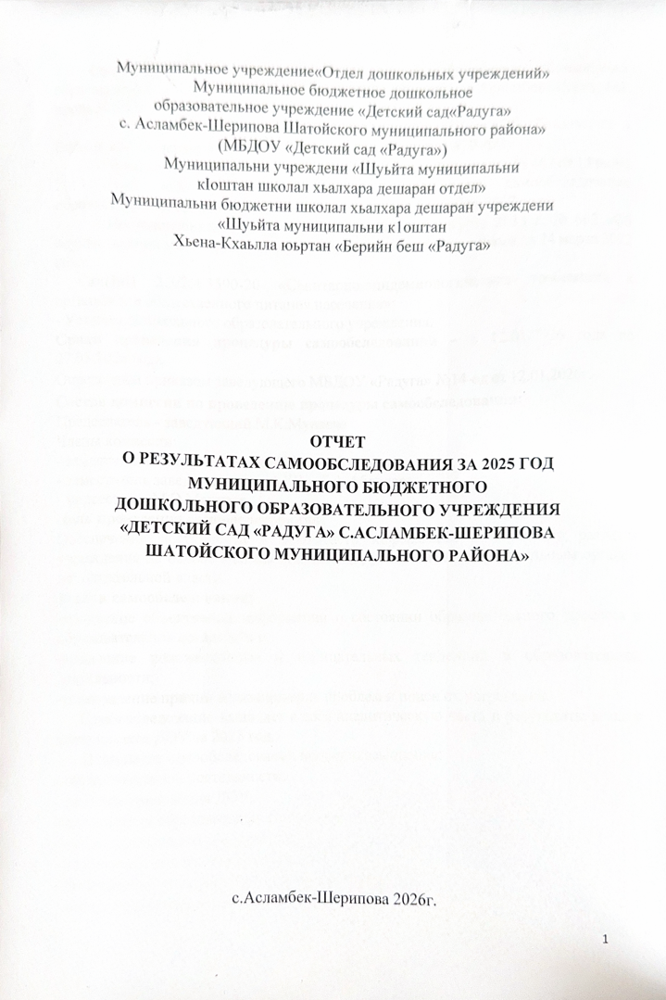 Муниципальное учреждение«Отдел дошкольных учреждений»
Муниципальное бюджетное дошкольное
образовательное учреждение «Детский сад«Радуга»
с. Асламбек-Шерипова Шатойского муниципального района»
(МБДОУ «Детский сад «Радуга»)
Муниципальни учреждени «Шуьйта муниципальни
кӀоштан школал хьалхара дешаран отдел»
Муниципальни бюджетни школал хьалхара дешаран учреждени
«Шуьйта муниципальни к1оштан
Хьена-Кхаьлла юьртан «Берийн беш «Радуга»
ОТЧЕТ
О РЕЗУЛЬТАТАХ САМООБСЛЕДОВАНИЯ ЗА 2025 ГОД
МУНИЦИПАЛЬНОГО БЮДЖЕТНОГО
ДОШКОЛЬНОГО ОБРАЗОВАТЕЛЬНОГО УЧРЕЖДЕНИЯ
«ДЕТСКИЙ САД «РАДУГА» С.АСЛАМБЕК-ШЕРИПОВА
ШАТОЙСКОГО МУНИЦИПАЛЬНОГО РАЙОНА»
с.Асламбек-Шерипова 2026г.
1